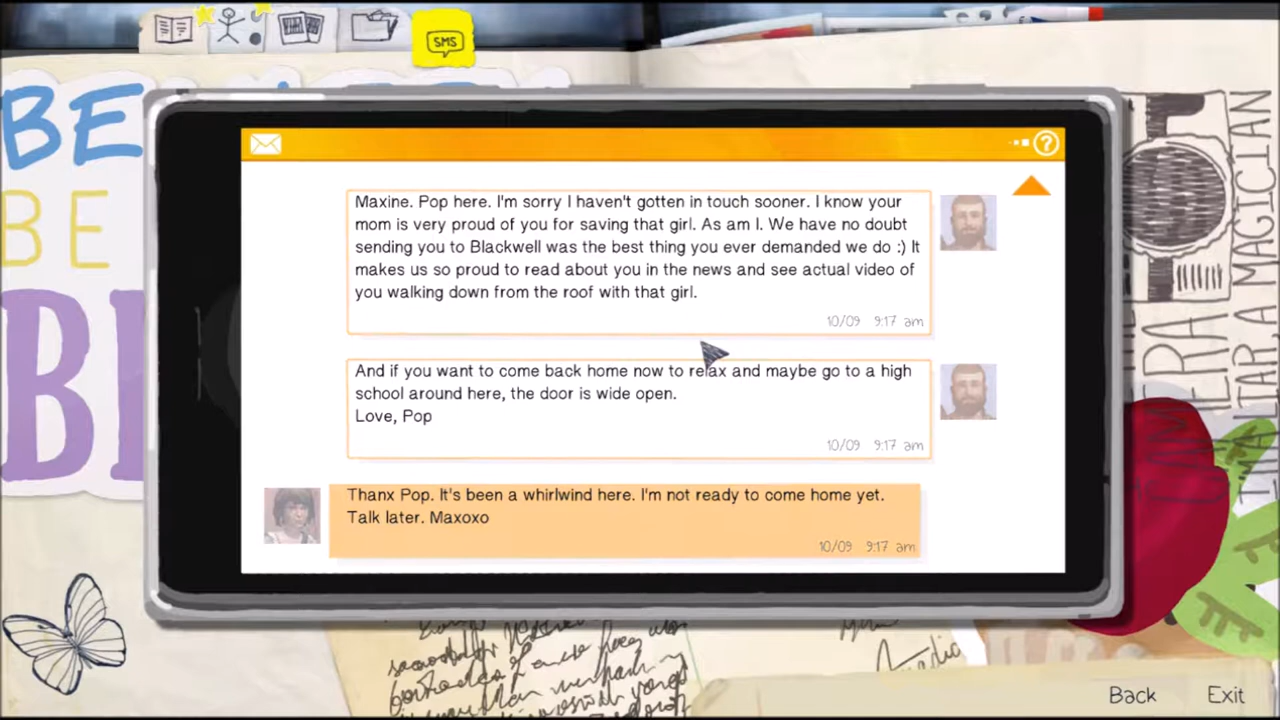 SMS
BE
BE
Maxine. Pop here. I'm sorry I haven't gotten in touch sooner. I know your
mom is very proud of you for saving that girl. As am I. We have no doubt
sending you to Blackwell was the best thing you ever demanded we do :) It
makes us so proud to read about you in the news and see actual video of
you walking down from the roof with that girl.
10/09 9:17 am
And if you want to come back home now to relax and maybe go to a high
school around here, the door is wide open.
Love, Pop
10/09 9:17 am
Thanx Pop. It's been a whirlwind here. I'm not ready to come home yet.
Talk later. Maxoxo
10/09 9:17 am
MAGICIAN
Back Exit